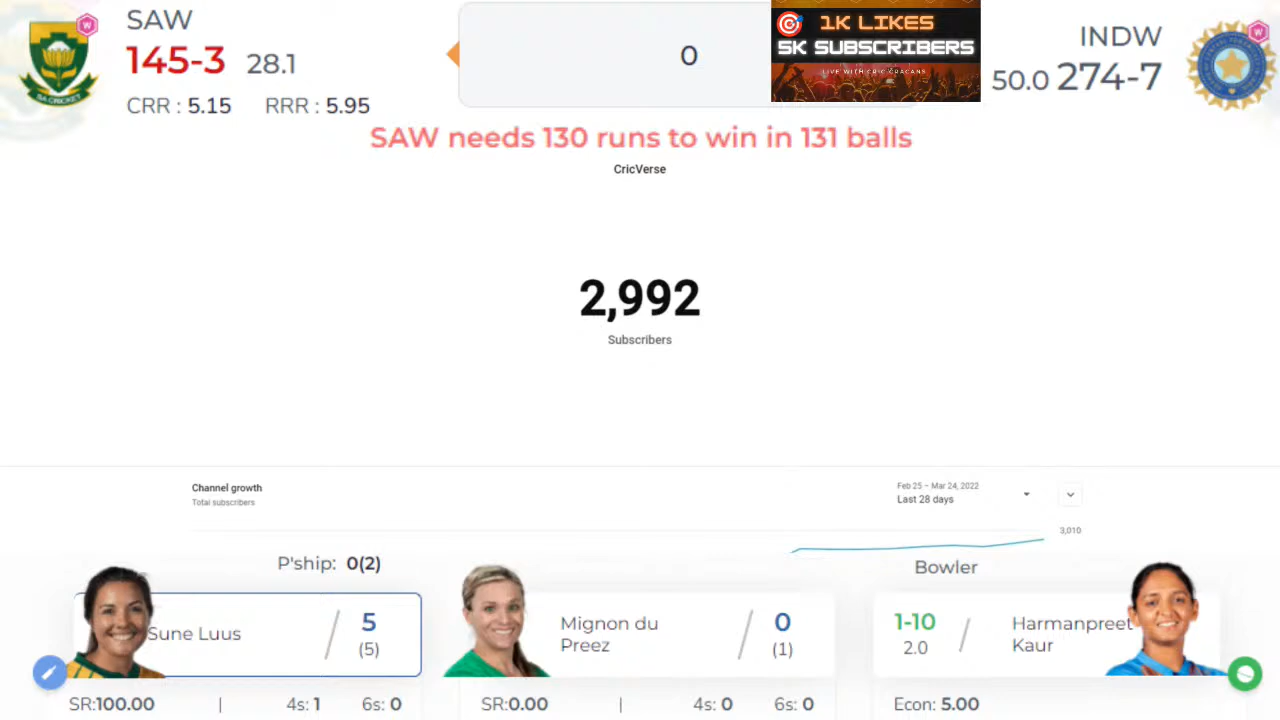 SAW
145-3 28.1
CRR : 5.15 RRR : 5.95
0
1K LIKES
5K SUBSCRIBERS
LIVE WITH CRIC CRACANS
INDW
50.0 274-7
SA CRICKET
W
W
SAW needs 130 runs to win in 131 balls
CricVerse
2,992
Subscribers
Channel growth
Total subscribers
Feb 25 – Mar 24, 2022
Last 28 days
3,010
P'ship: 0(2)
Bowler
Sune Luus
5
(5)
SR:100.00 | 4s: 1 6s: 0
Mignon du
Preez
0
(1)
SR:0.00 | 4s: 0 6s: 0
1-10
2.0
Harmanpreet
Kaur
Econ: 5.00